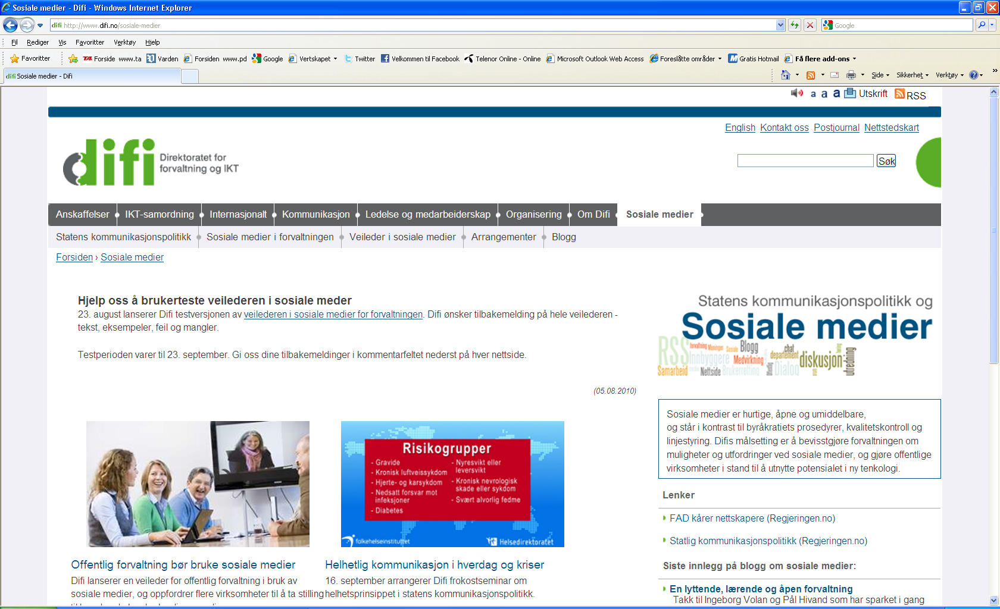 Sosiale medier - Difi - Windows Internet Explorer
difi http://www.difi.no/sosiale-medier
Google
Fil Rediger Vis Favoritter Verktøy Hjelp
Favoritter TA Forside www.ta Varden Forsiden www.pd Google Vertskapet Twitter Velkommen til Facebook Telenor Online - Online Microsoft Outlook Web Access Foreslåtte områder Gratis Hotmail Få flere add-ons
difi Sosiale medier - Difi
Side Sikkerhet Verktøy
a a a Utskrift RSS
English Kontakt oss Postjournal Nettstedskart
difi
Direktoratet for
forvaltning og IKT
Søk
Anskaffelser IKT-samordning Internasjonalt Kommunikasjon Ledelse og medarbeiderskap Organisering Om Difi Sosiale medier
Statens kommunikasjonspolitikk Sosiale medier i forvaltningen Veileder i sosiale medier Arrangementer Blogg
Forsiden › Sosiale medier
Hjelp oss å brukerteste veilederen i sosiale meder
23. august lanserer Difi testversjonen av veilederen i sosiale medier for forvaltningen. Difi ønsker tilbakemelding på hele veilederen -
tekst, eksempeler, feil og mangler.
Testperioden varer til 23. september. Gi oss dine tilbakemeldinger i kommentarfeltet nederst på hver nettside.
(05.08.2010)
Risikogrupper
- Gravide
- Kronisk luftveissykdom
- Hjerte- og karsykdom
- Nedsatt forsvar mot
infeksjoner
- Diabetes
- Nyresvikt eller
leversvikt
- Kronisk nevrologisk
skade eller sykdom
- Svært alvorlig fedme
folkehelseinstituttet
Helsedirektoratet
Offentlig forvaltning bør bruke sosiale medier
Difi lanserer en veileder for offentlig forvaltning i bruk av
sosiale medier, og oppfordrer flere virksomheter til å ta stilling
Helhetlig kommunikasjon i hverdag og kriser
16. september arrangerer Difi frokostseminar om
helhetsprinsippet i statens kommunikasjonspolitikk.
Statens kommunikasjonspolitikk og
Sosiale medier
RSS forvaltning Meninger Sosiale Blogg chat
Innbyggere Medvirkning departement diskusjon utredning
Samarbeid Nettside Brukerretting Offentlig Dialog
Sosiale medier er hurtige, åpne og umiddelbare,
og står i kontrast til byråkratiets prosedyrer, kvalitetskontroll og
linjestyring. Difis målsetting er å bevisstgjøre forvaltningen om
muligheter og utfordringer ved sosiale medier, og gjøre offentlige
virksomheter i stand til å utnytte potensialet i ny tenkologi.
Lenker
FAD kårer nettskapere (Regjeringen.no)
Statlig kommunikasjonspolitikk (Regjeringen.no)
Siste innlegg på blogg om sosiale medier:
En lyttende, lærende og åpen forvaltning
Takk til Ingeborg Volan og Pål Hivand som har sparket i gang